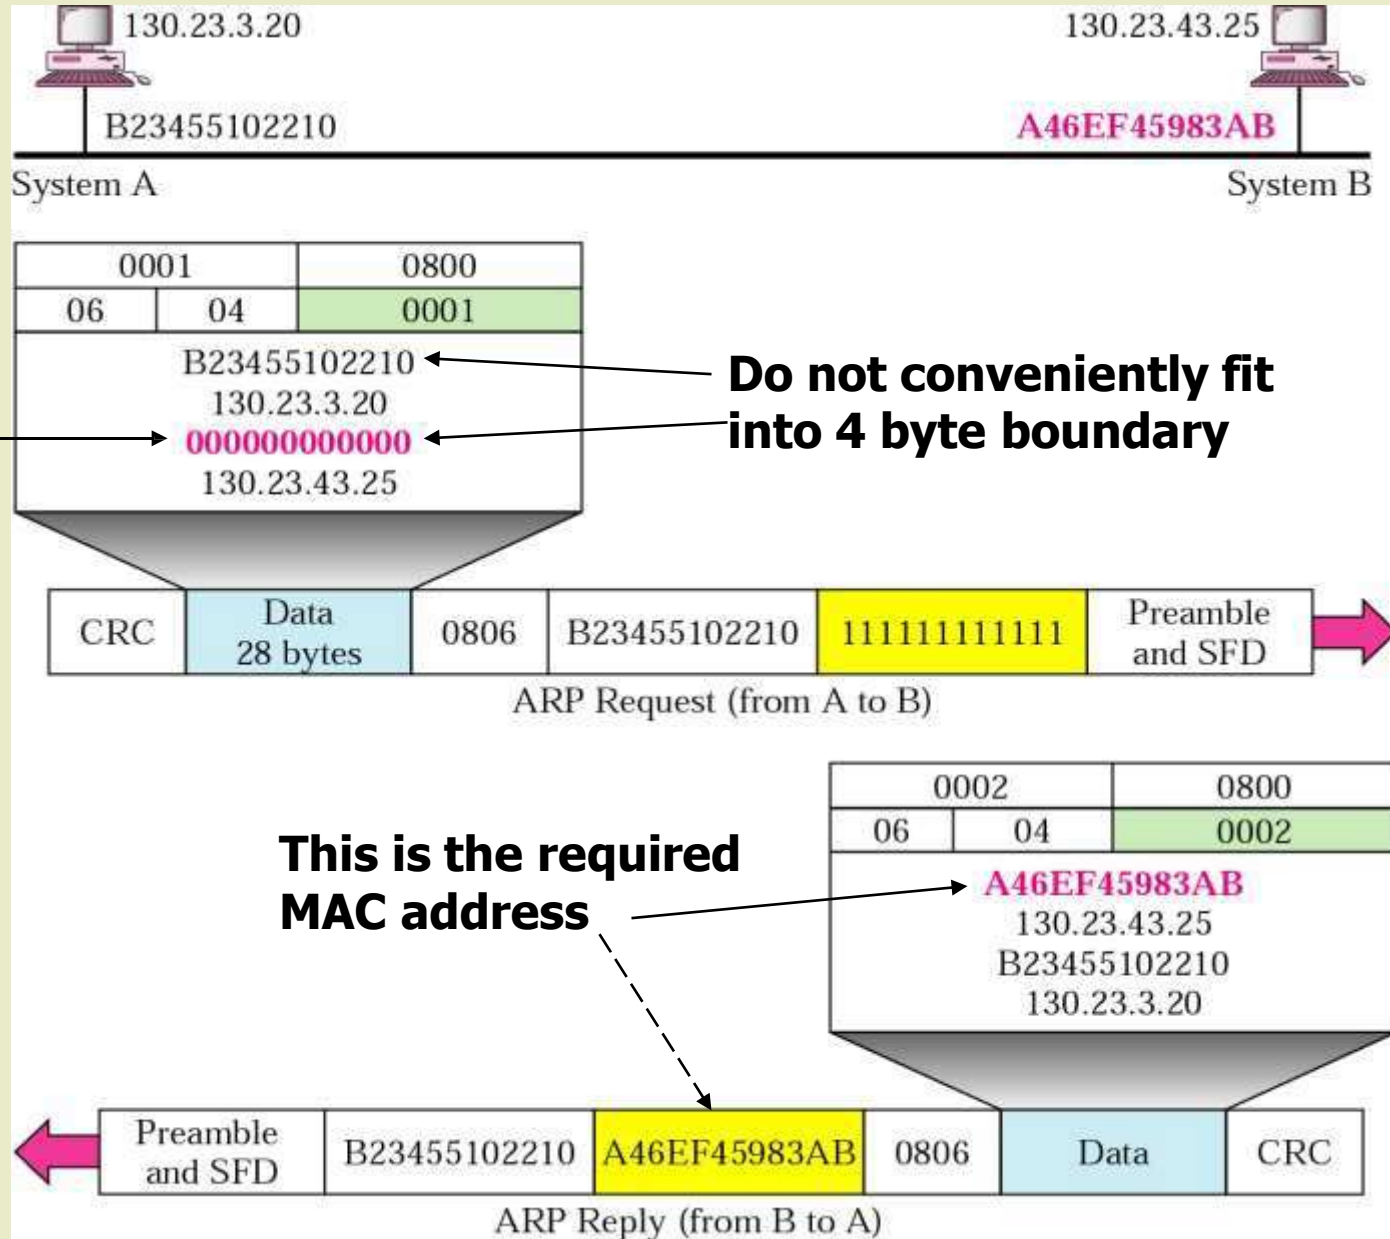 130.23.3.20
130.23.43.25
B23455102210
A46EF45983AB
System A
System B
0001 0800
06 04 0001
B23455102210
130.23.3.20
000000000000
130.23.43.25
Do not conveniently fit
into 4 byte boundary
CRC
Data
28 bytes
0806
B23455102210
111111111111
Preamble
and SFD
ARP Request (from A to B)
0002 0800
06 04 0002
This is the required
MAC address
A46EF45983AB
130.23.43.25
B23455102210
130.23.3.20
Preamble
and SFD
B23455102210
A46EF45983AB
0806
Data
CRC
ARP Reply (from B to A)